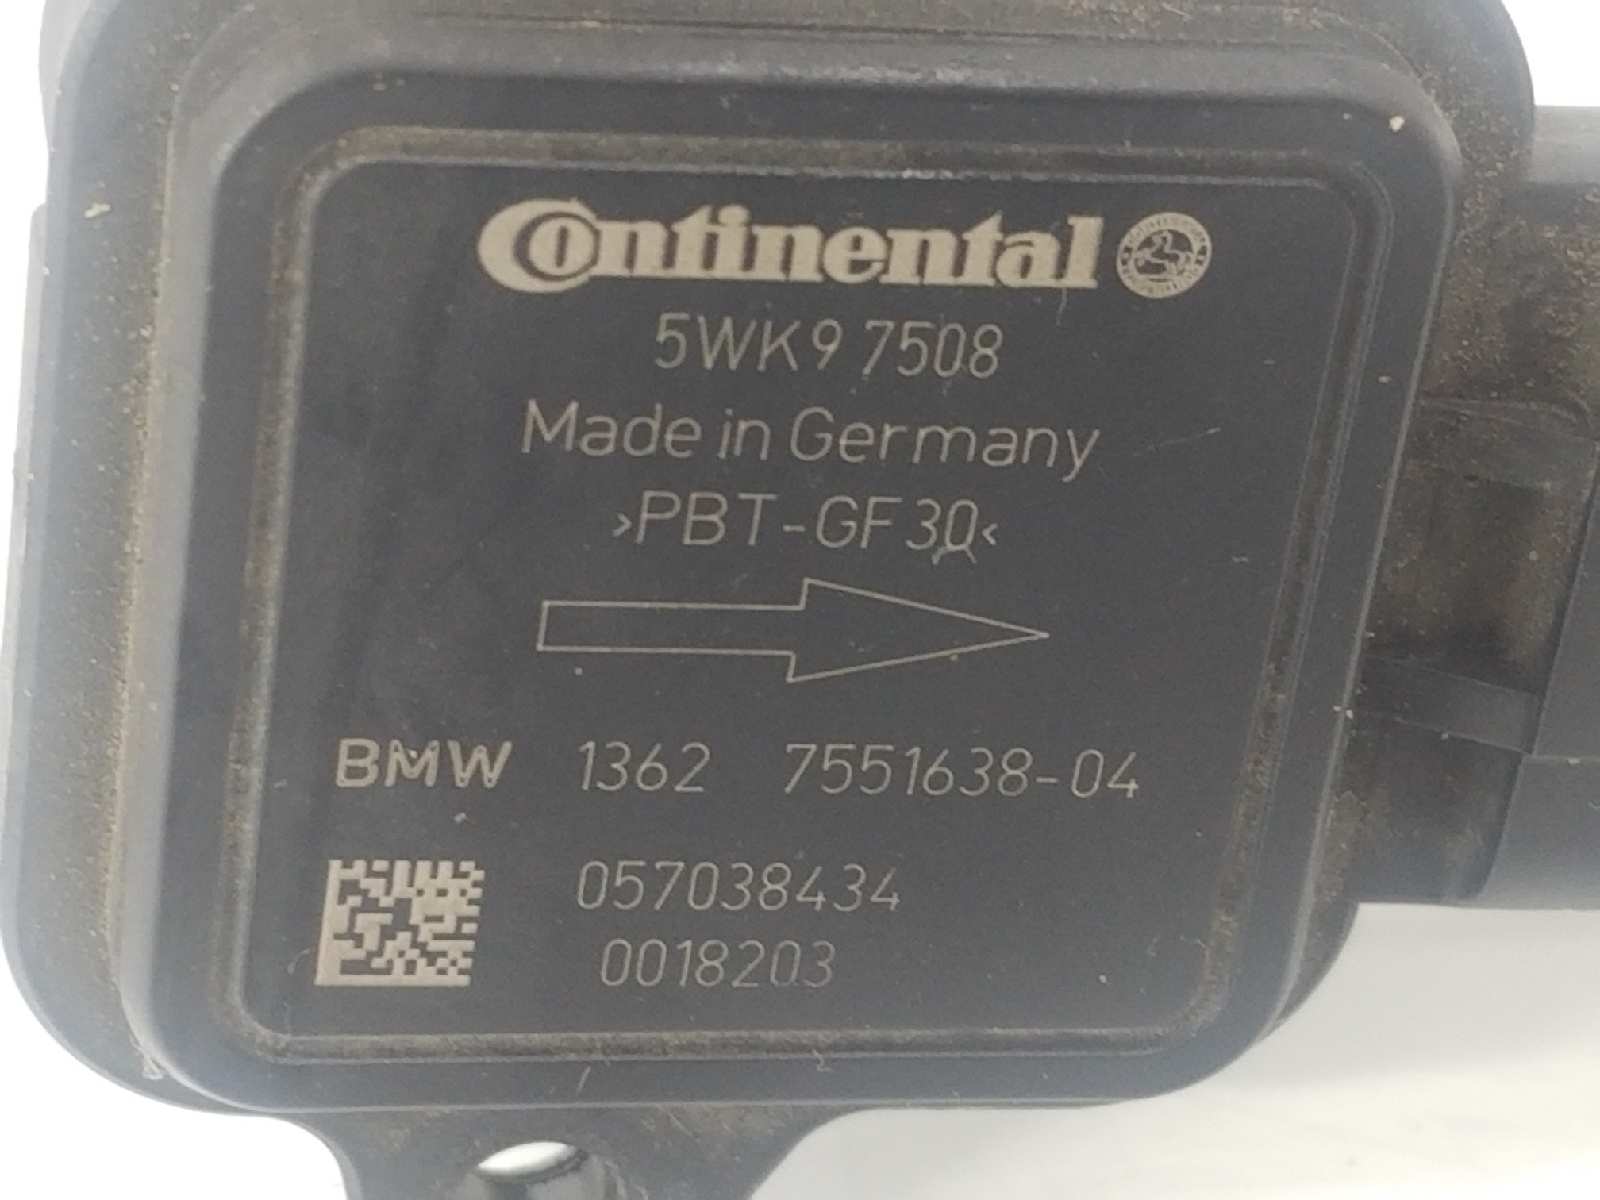 Continental
5WK9 7508
Made in Germany
>PBT-GF30<
BMW 1362 7551638-04
057038434
0018203